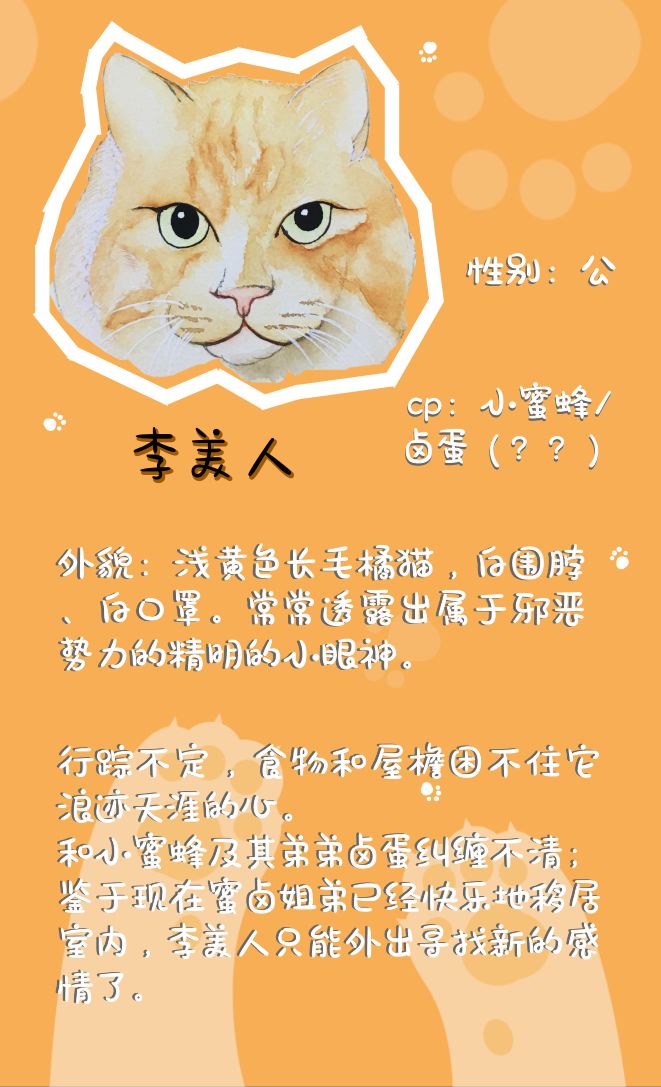 性别：公
cp：小蜜蜂/
卤蛋（？？）
李美人
外貌：浅黄色长毛橘猫，白围脖
、白口罩。常常透露出属于邪恶
势力的精明的小眼神。
行踪不定，食物和屋檐困不住它
浪迹天涯的心。
和小蜜蜂及其弟弟卤蛋纠缠不清；
鉴于现在蜜卤姐弟已经快乐地移居
室内，李美人只能外出寻找新的感
情了。